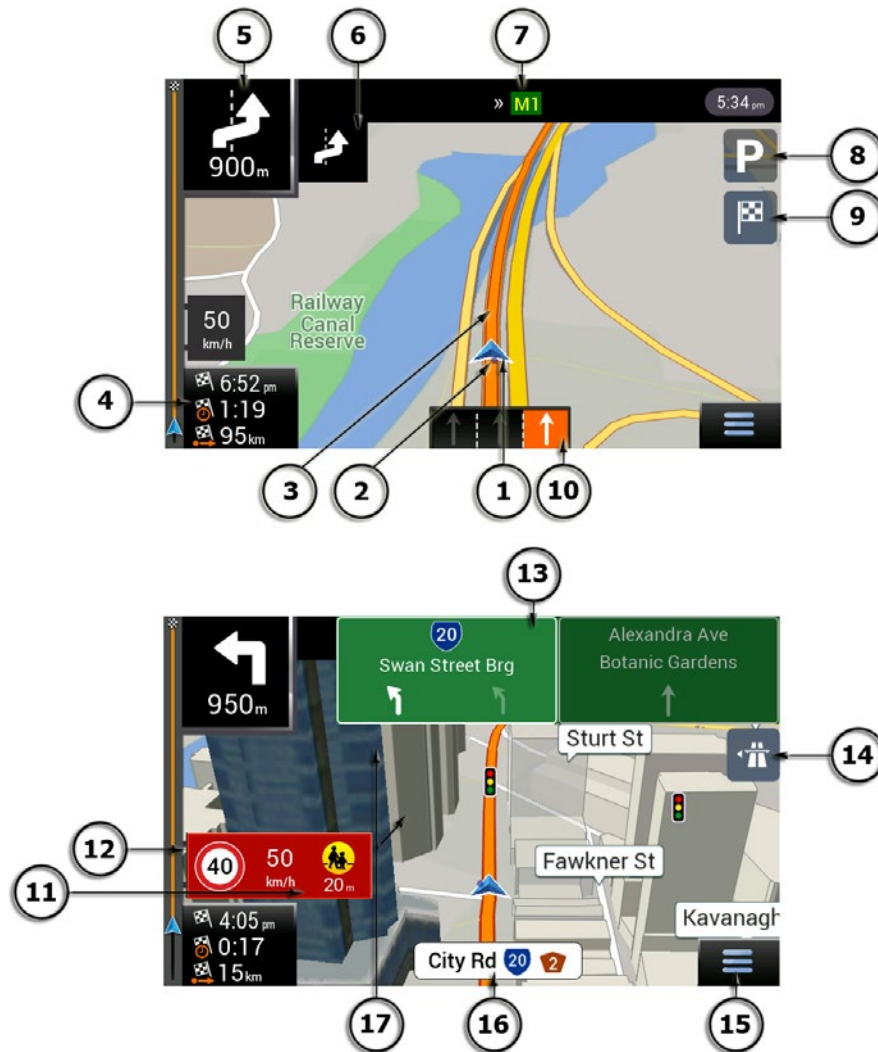 5
6
7
» M1
5:34 pm
900m
P
8
9
Railway
Canal
Reserve
50
km/h
4
6:52 pm
1:19
95km
3
2
1
10
13
20
Swan Street Brg
Alexandra Ave
Botanic Gardens
950m
Sturt St
14
12
40
50
km/h
20m
11
Fawkner St
4:05 pm
0:17
15km
Kavanagh
City Rd 20 2
17
16
15